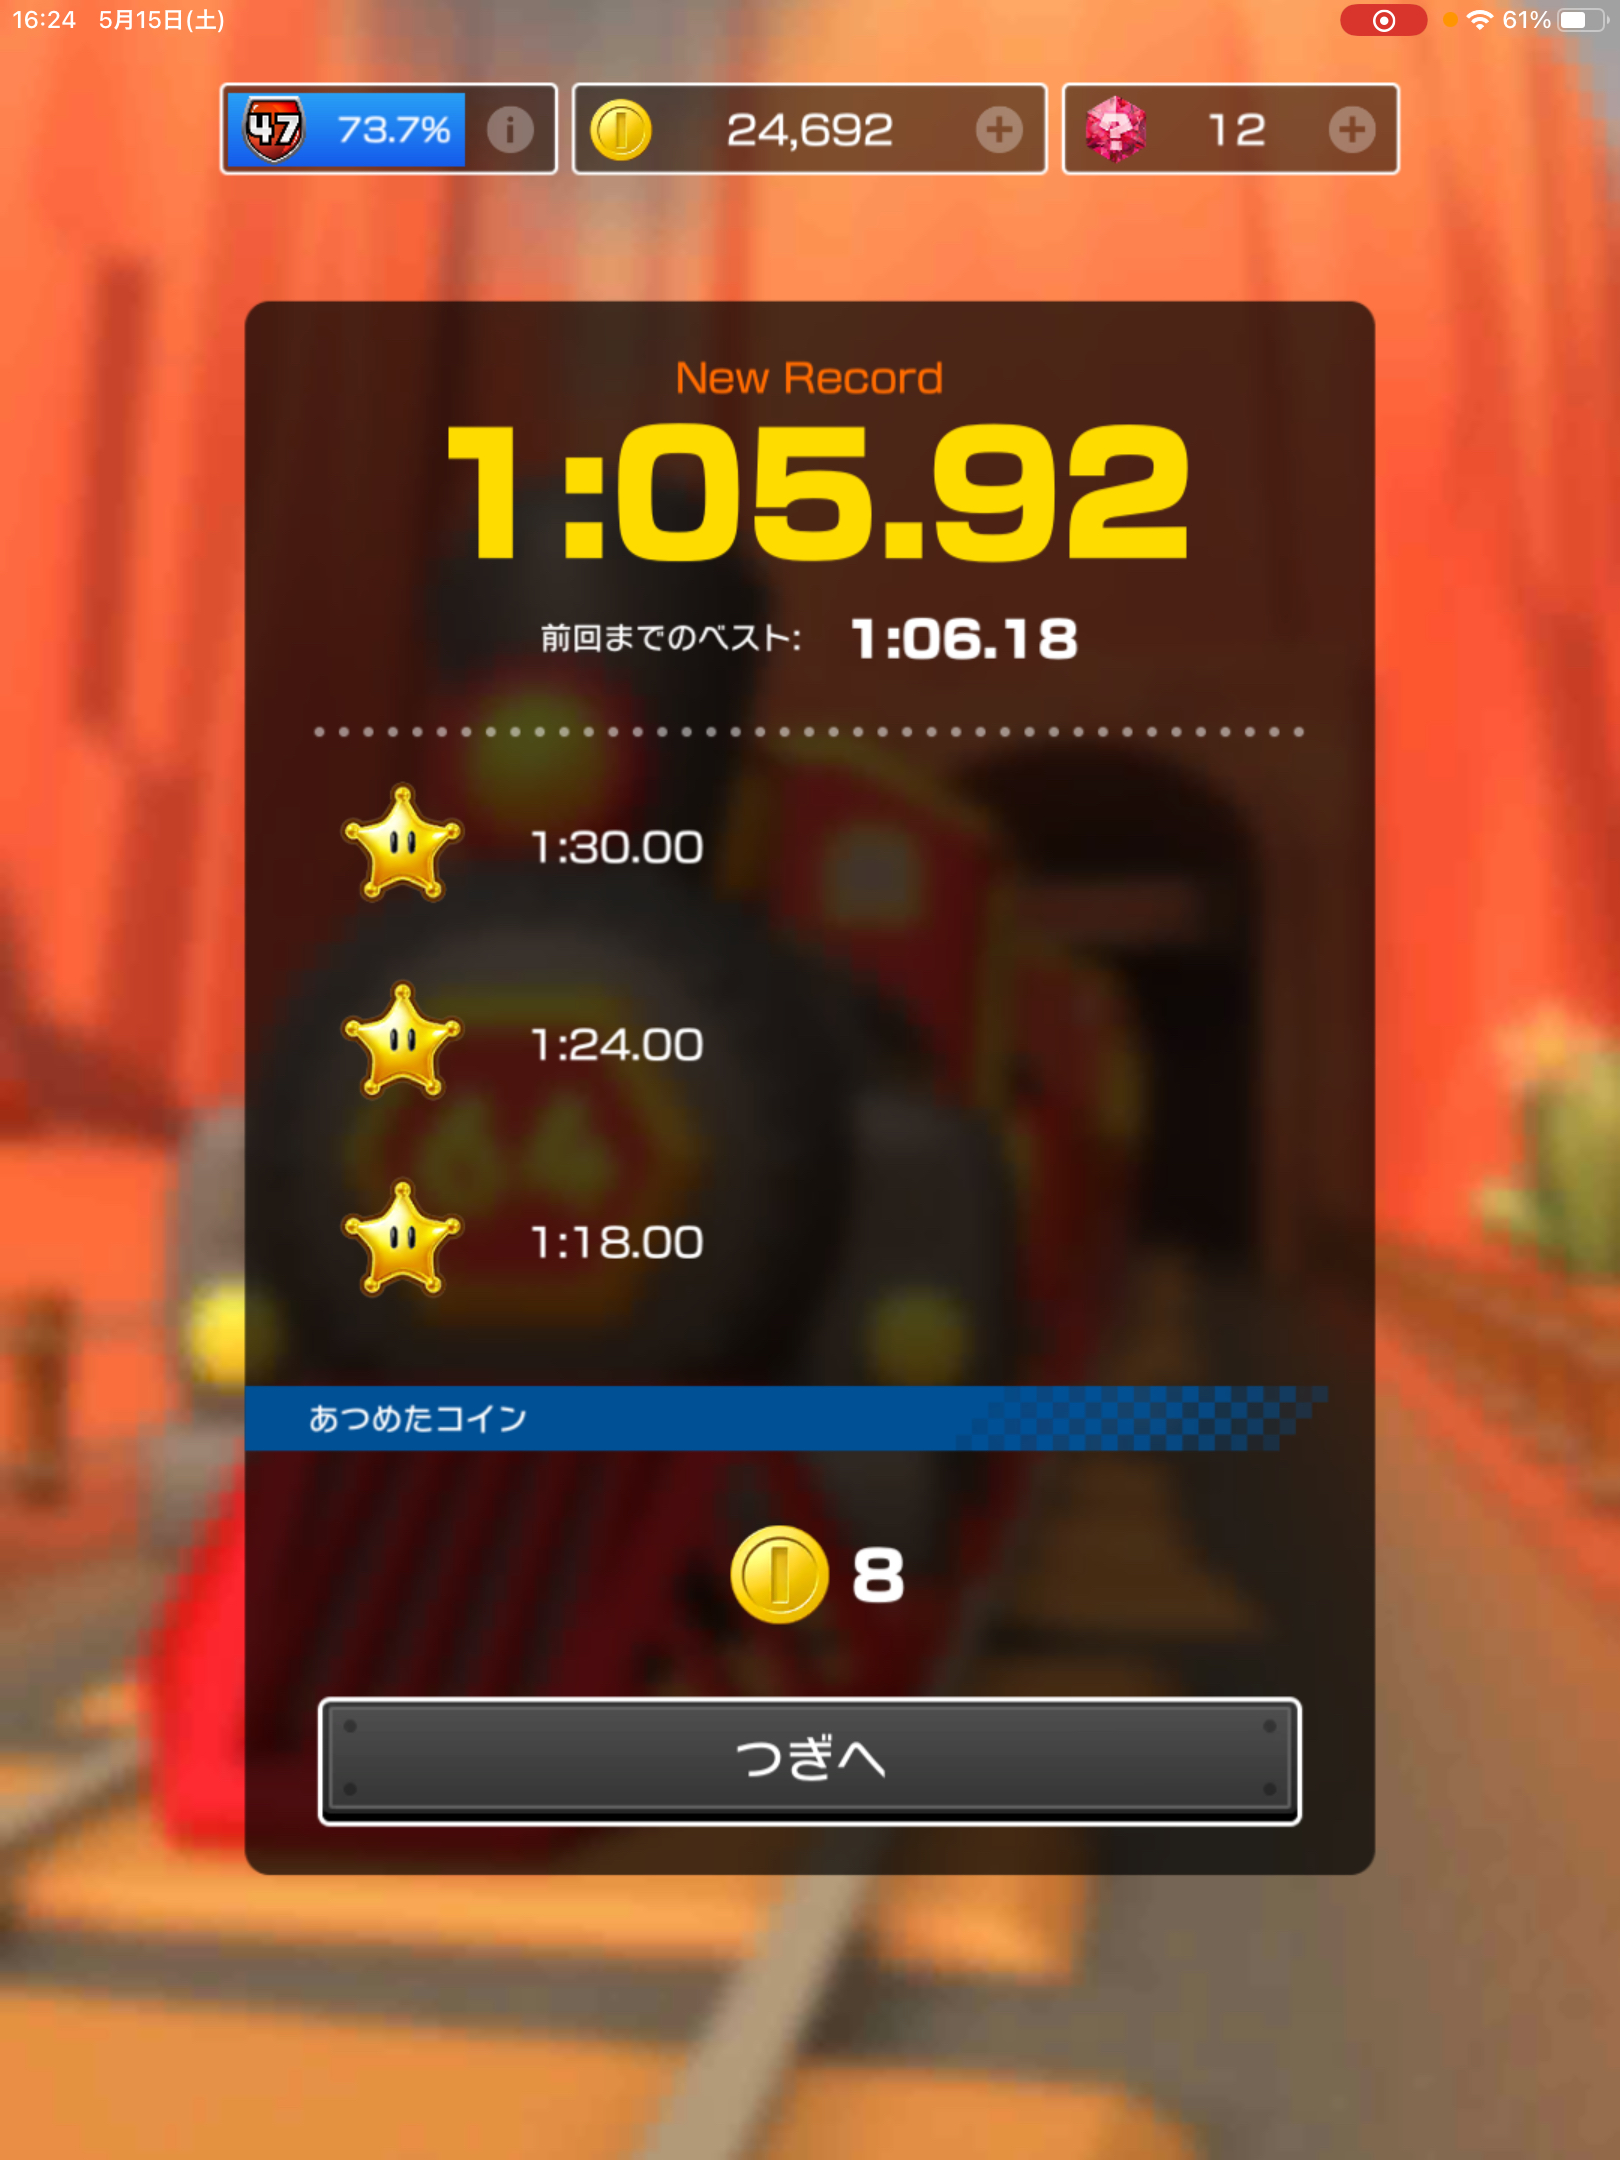 16:24 5月15日(土) 61%
47 73.7% i 24,692 + ? 12 +
New Record
1:05.92
前回までのベスト: 1:06.18
1:30.00
1:24.00
1:18.00
あつめたコイン
8
つぎへ